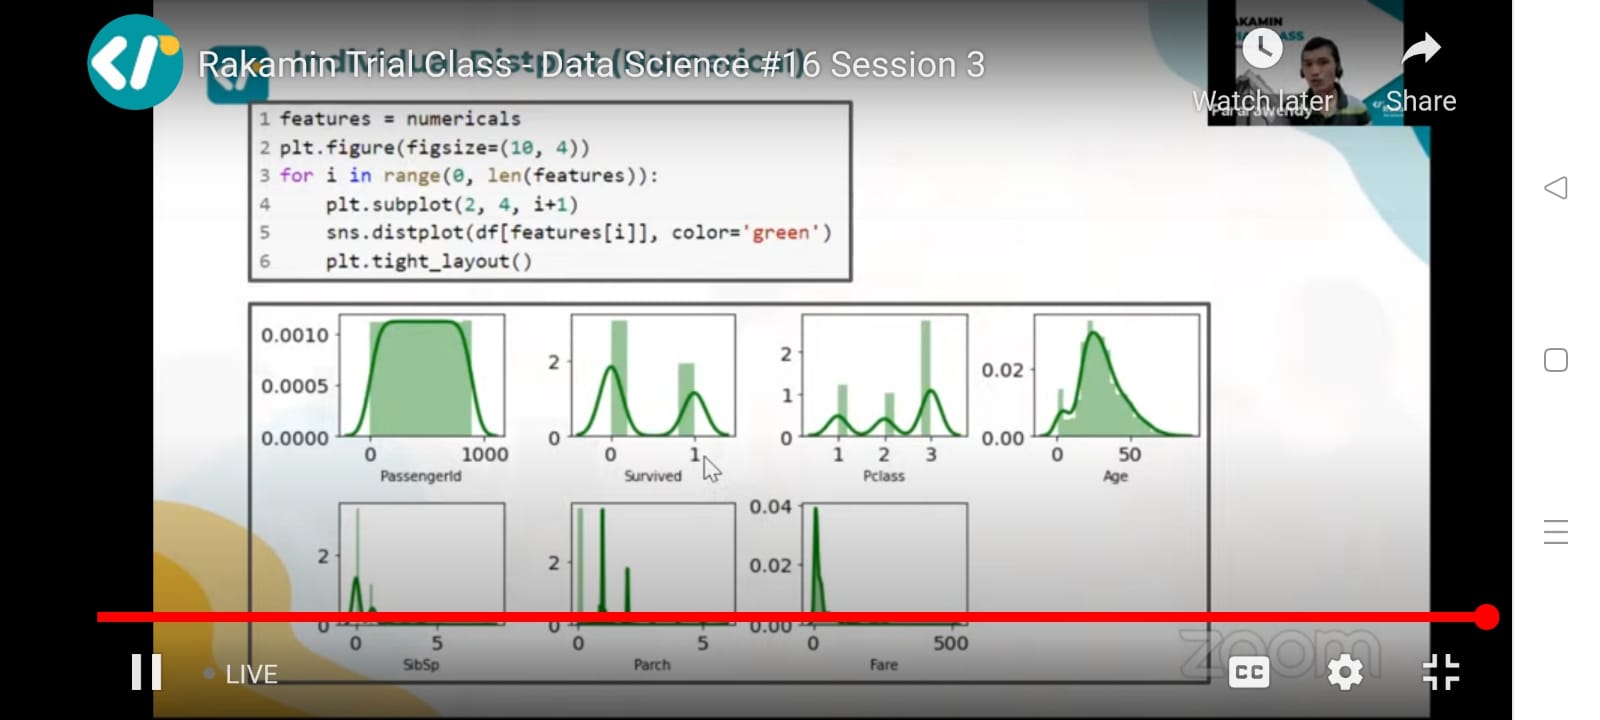 Rakamin Trial Class - Data Science #16 Session 3
Watch later
Share
1 features = numericals
2 plt.figure(figsize=(10, 4))
3 for i in range(0, len(features)):
4 plt.subplot(2, 4, i+1)
5 sns.distplot(df[features[i]], color='green')
6 plt.tight_layout()
0.0010
0.0005
0.0000
0 1000
PassengerId
2
0
0 1
Survived
2
1
0
1 2 3
Pclass
0.02
0.00
0 50
Age
2
0
0 5
SibSp
2
0
0 5
Parch
0.04
0.02
0.00
0 500
Fare
zoom
LIVE
CC